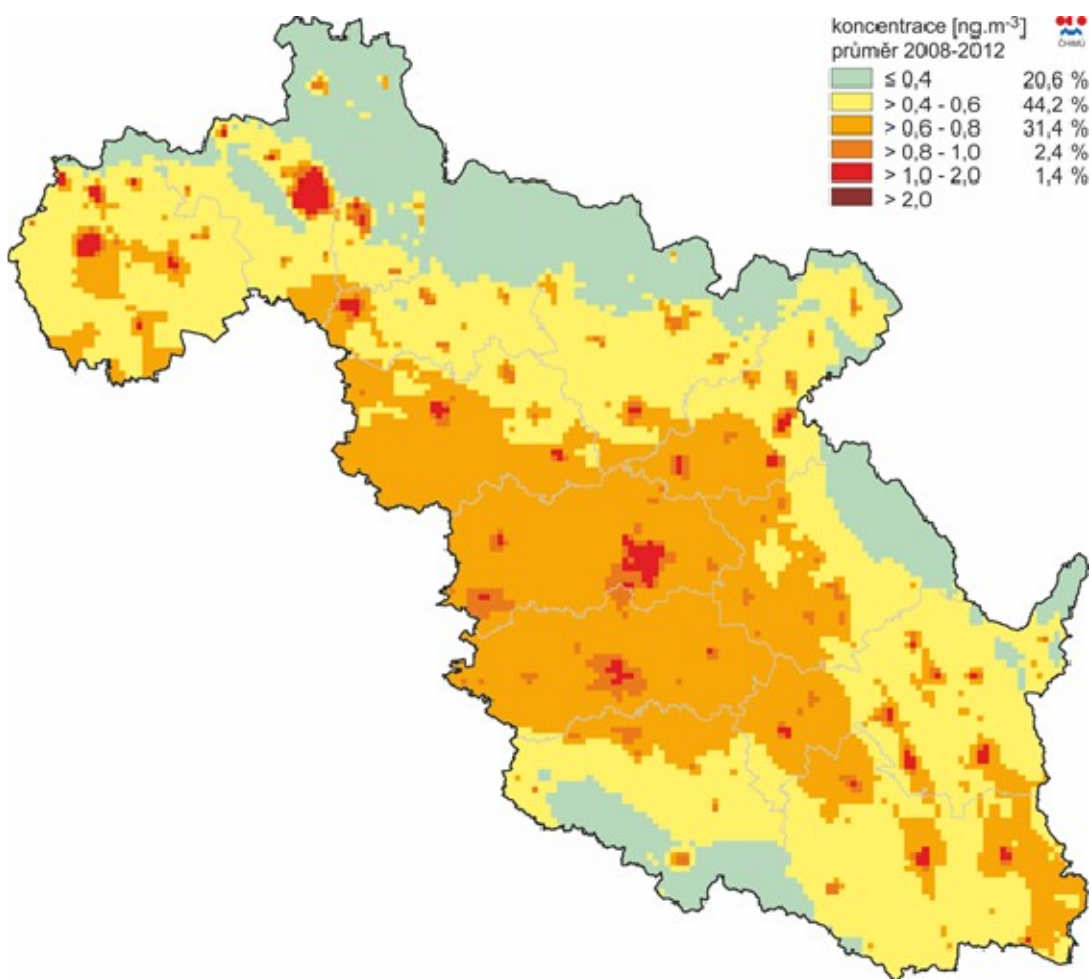 koncentrace [ng.m⁻³]
průměr 2008-2012
≤ 0,4 20,6 %
> 0,4 - 0,6 44,2 %
> 0,6 - 0,8 31,4 %
> 0,8 - 1,0 2,4 %
> 1,0 - 2,0 1,4 %
> 2,0
ČHMÚ